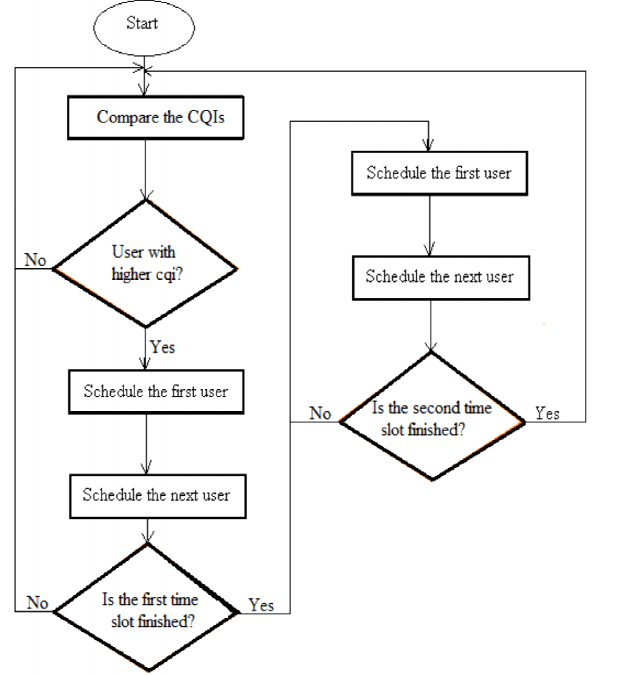 Start
Compare the CQIs
User with
higher cqi?
No
Yes
Schedule the first user
Schedule the next user
Is the first time
slot finished?
No
Yes
Schedule the first user
Schedule the next user
Is the second time
slot finished?
No
Yes